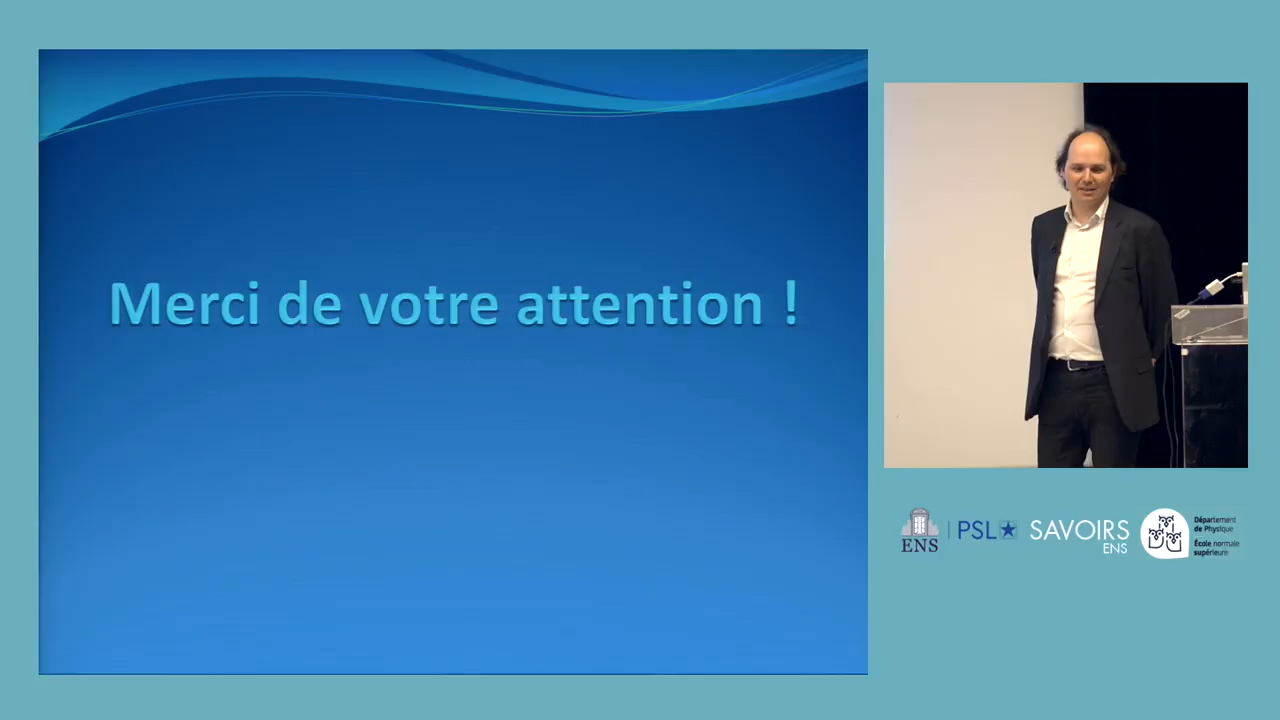 Merci de votre attention !
ENS
PSL
SAVOIRS
ENS
Département
de Physique
École normale
supérieure